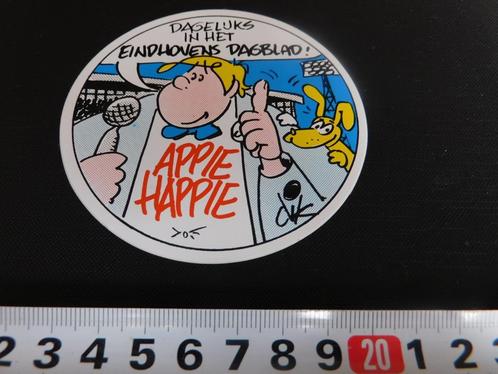 DAGELIJKS
IN HET
EINDHOVENS DAGBLAD!
APPIE
HAPPIE
2 3 4 5 6 7 8 9 20 1 2 3